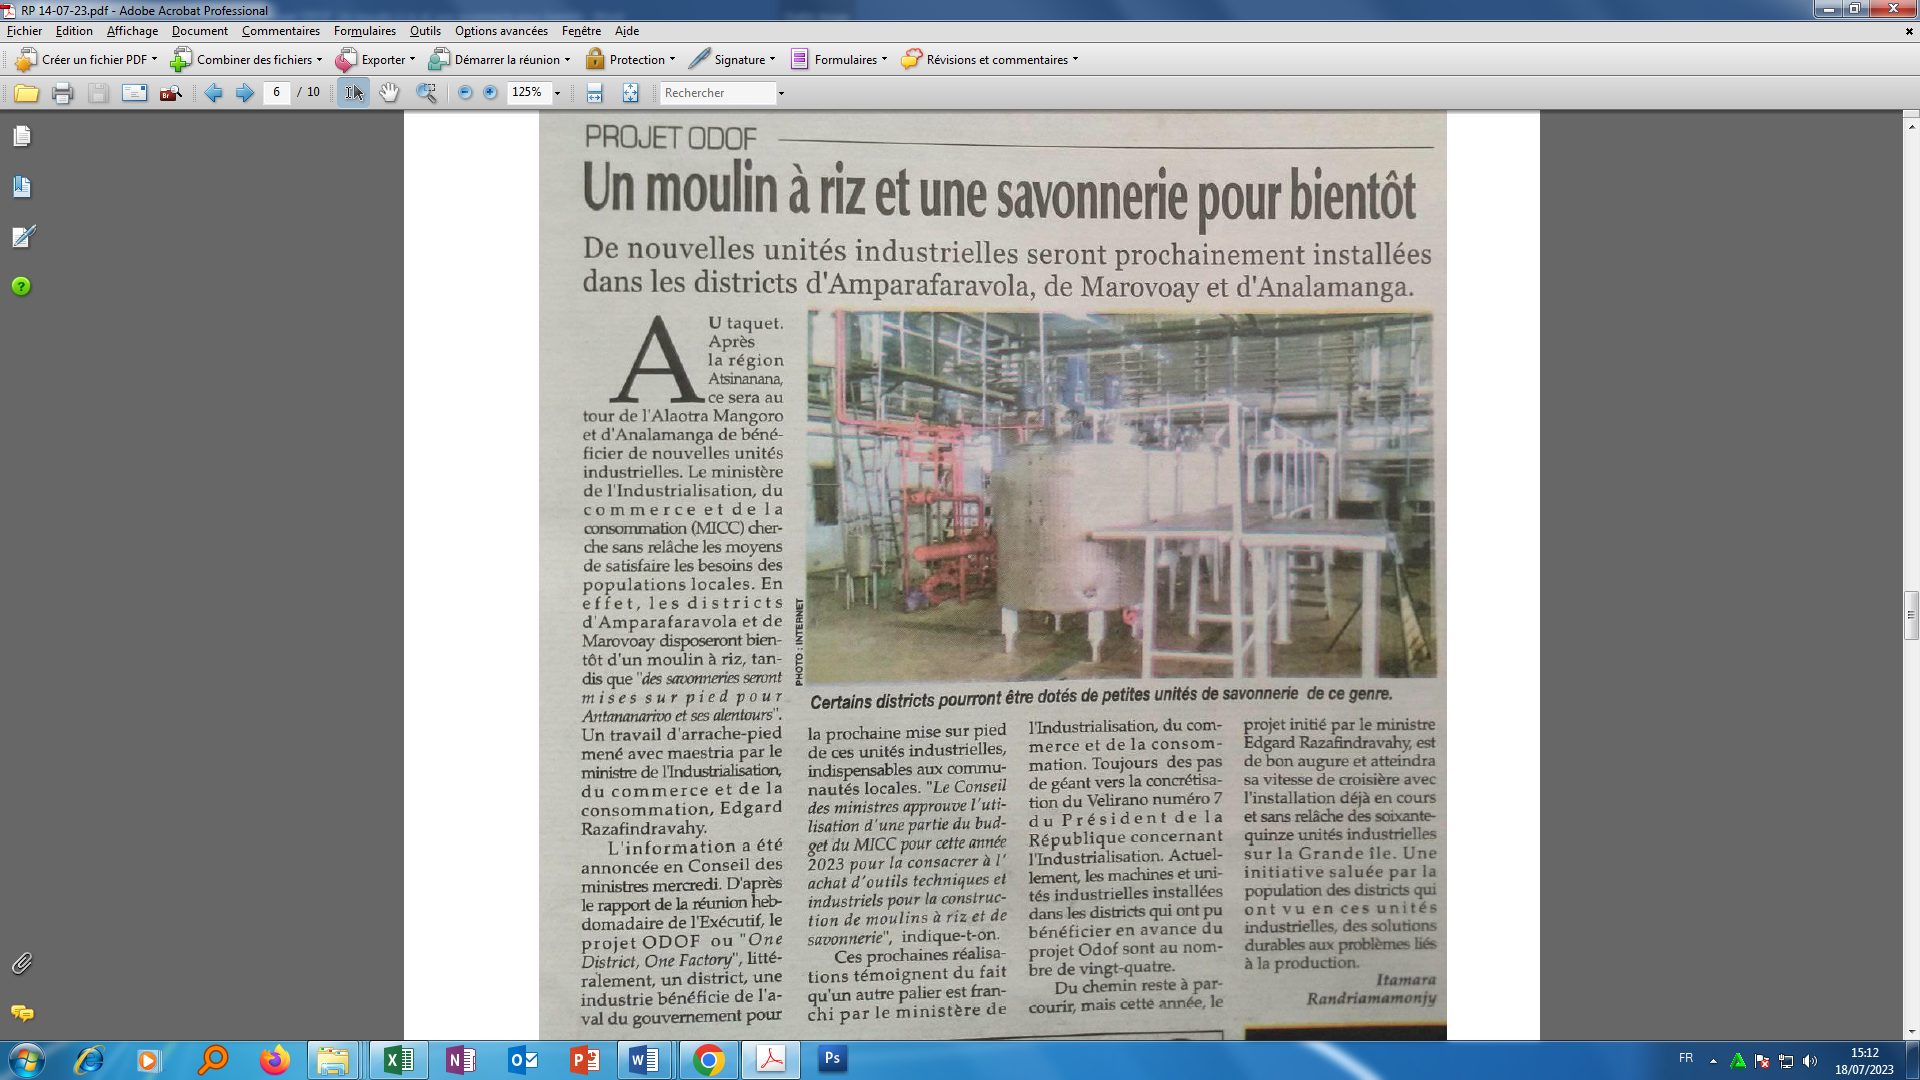 RP 14-07-23.pdf - Adobe Acrobat Professional
Fichier Edition Affichage Document Commentaires Formulaires Outils Options avancées Fenêtre Aide
Créer un fichier PDF Combiner des fichiers Exporter Démarrer la réunion Protection Signature Formulaires Révisions et commentaires
6 / 10 125% Rechercher
PROJET ODOF
Un moulin à riz et une savonnerie pour bientôt
De nouvelles unités industrielles seront prochainement installées
dans les districts d'Amparafaravola, de Marovoay et d'Analamanga.
AU taquet.
Après
la région
Atsinanana,
ce sera au
tour de l'Alaotra Mangoro
et d'Analamanga de béné-
ficier de nouvelles unités
industrielles. Le ministère
de l'Industrialisation, du
commerce et de la
consommation (MICC) cher-
che sans relâche les moyens
de satisfaire les besoins des
populations locales. En
effet, les districts
d'Amparafaravola et de
Marovoay disposeront bien-
tôt d'un moulin à riz, tan-
dis que "des savonneries seront
mises sur pied pour
Antananarivo et ses alentours".
Un travail d'arrache-pied
mené avec maestria par le
ministre de l'Industrialisation,
du commerce et de la
consommation, Edgard
Razafindravahy.
L'information a été
annoncée en Conseil des
ministres mercredi. D'après
le rapport de la réunion heb-
domadaire de l'Exécutif, le
projet ODOF ou "One
District, One Factory", litté-
ralement, un district, une
industrie bénéficie de l'a-
val du gouvernement pour
PHOTO : INTERNET
Certains districts pourront être dotés de petites unités de savonnerie de ce genre.
la prochaine mise sur pied
de ces unités industrielles,
indispensables aux commu-
nautés locales. "Le Conseil
des ministres approuve l'uti-
lisation d'une partie du bud-
get du MICC pour cette année
2023 pour la consacrer à l'
achat d'outils techniques et
industriels pour la construc-
tion de moulins à riz et de
savonnerie", indique-t-on.
Ces prochaines réalisa-
tions témoignent du fait
qu'un autre palier est fran-
chi par le ministère de
l'Industrialisation, du com-
merce et de la consom-
mation. Toujours des pas
de géant vers la concrétisa-
tion du Velirano numéro 7
du Président de la
République concernant
l'Industrialisation. Actuel-
lement, les machines et uni-
tés industrielles installées
dans les districts qui ont pu
bénéficier en avance du
projet Odof sont au nom-
bre de vingt-quatre.
Du chemin reste à par-
courir, mais cette année, le
projet initié par le ministre
Edgard Razafindravahy, est
de bon augure et atteindra
sa vitesse de croisière avec
l'installation déjà en cours
et sans relâche des soixante-
quinze unités industrielles
sur la Grande île. Une
initiative saluée par la
population des districts qui
ont vu en ces unités
industrielles, des solutions
durables aux problèmes liés
à la production.
Itamara
Randriamamonjy
FR
15:12
18/07/2023